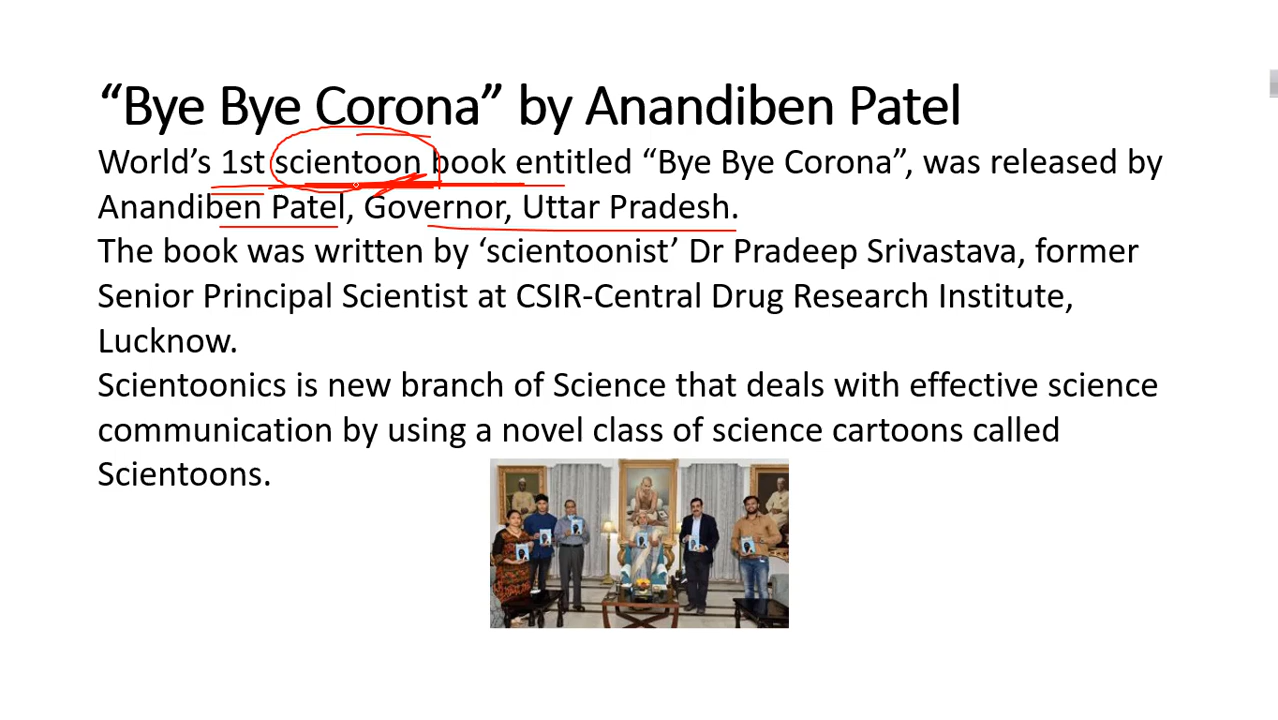 “Bye Bye Corona” by Anandiben Patel
World’s 1st scientoon book entitled “Bye Bye Corona”, was released by
Anandiben Patel, Governor, Uttar Pradesh.
The book was written by ‘scientoonist’ Dr Pradeep Srivastava, former
Senior Principal Scientist at CSIR-Central Drug Research Institute,
Lucknow.
Scientoonics is new branch of Science that deals with effective science
communication by using a novel class of science cartoons called
Scientoons.